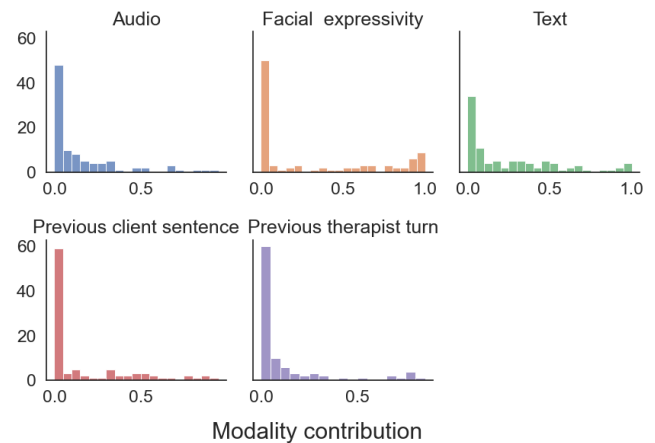 Audio
Facial  expressivity
Text
60
40
20
0
0.0 0.5
0.0 0.5 1.0
0.0 0.5 1.0
Previous client sentence
Previous therapist turn
60
40
20
0
0.0 0.5
0.0 0.5
Modality contribution